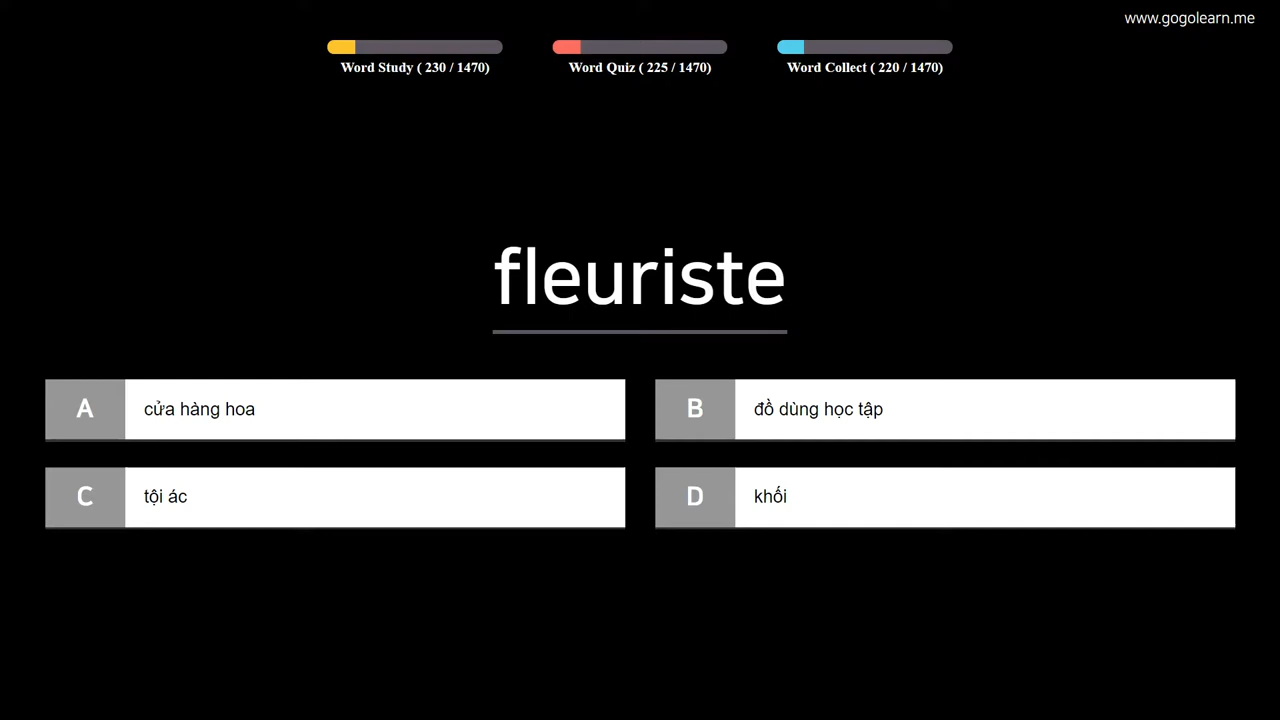 www.gogolearn.me
Word Study ( 230 / 1470)
Word Quiz ( 225 / 1470)
Word Collect ( 220 / 1470)
fleuriste
A cửa hàng hoa
B đồ dùng học tập
C tội ác
D khối